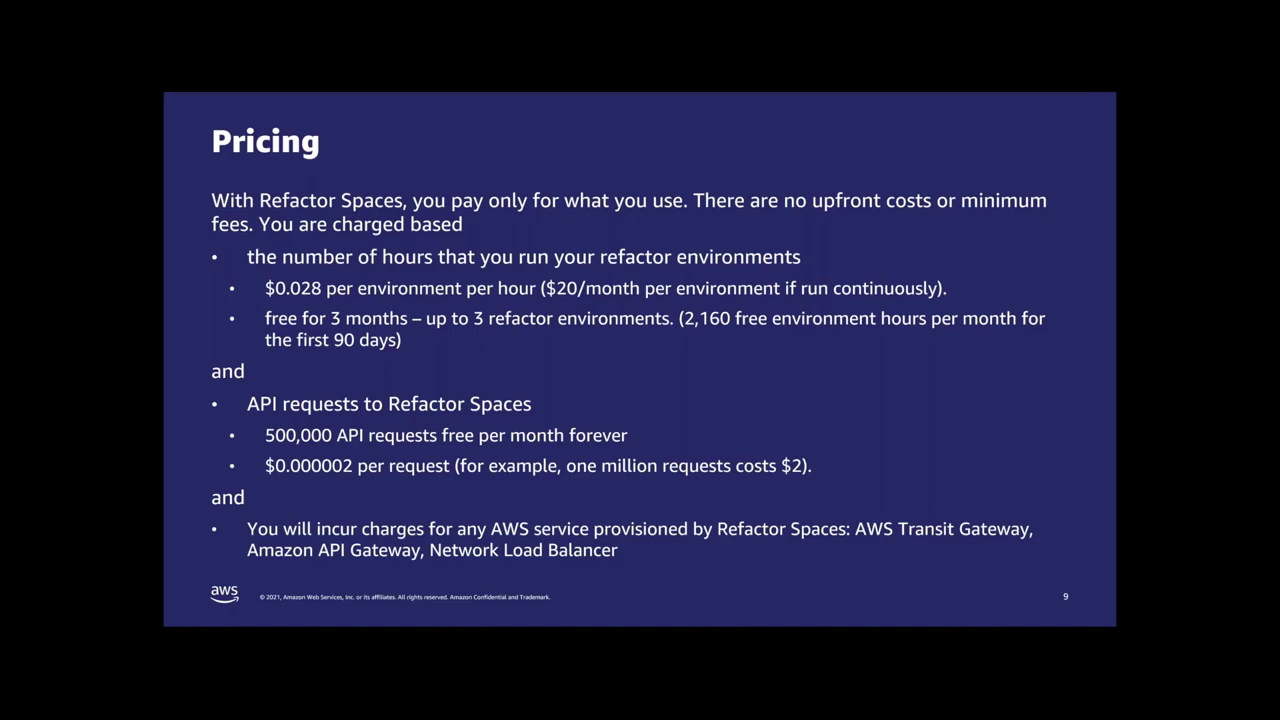 Pricing
With Refactor Spaces, you pay only for what you use. There are no upfront costs or minimum
fees. You are charged based
• the number of hours that you run your refactor environments
• $0.028 per environment per hour ($20/month per environment if run continuously).
• free for 3 months – up to 3 refactor environments. (2,160 free environment hours per month for
the first 90 days)
and
• API requests to Refactor Spaces
• 500,000 API requests free per month forever
• $0.000002 per request (for example, one million requests costs $2).
and
• You will incur charges for any AWS service provisioned by Refactor Spaces: AWS Transit Gateway,
Amazon API Gateway, Network Load Balancer
aws
© 2021, Amazon Web Services, Inc. or its affiliates. All rights reserved. Amazon Confidential and Trademark.
9